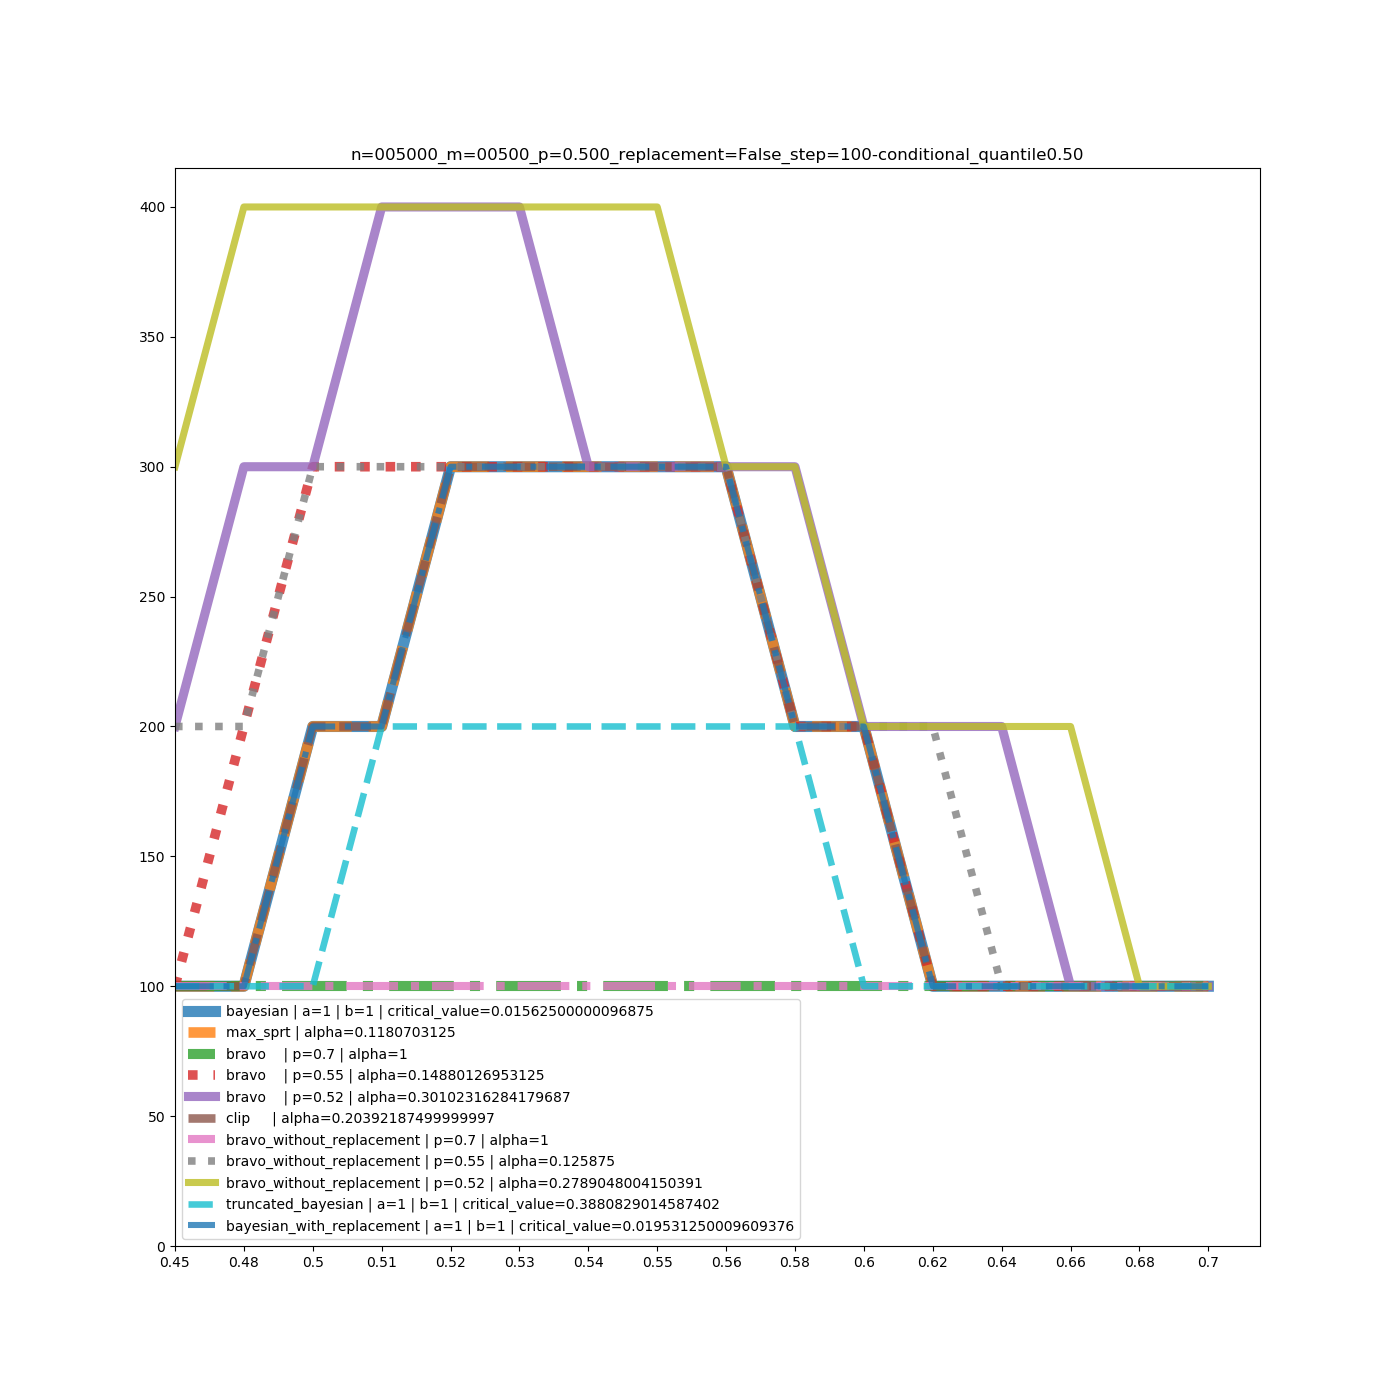 n=005000_m=00500_p=0.500_replacement=False_step=100-conditional_quantile0.50
400
350
300
250
200
150
100
50
0
bayesian | a=1 | b=1 | critical_value=0.01562500000096875
max_sprt | alpha=0.1180703125
bravo | p=0.7 | alpha=1
bravo | p=0.55 | alpha=0.14880126953125
bravo | p=0.52 | alpha=0.30102316284179687
clip | alpha=0.20392187499999997
bravo_without_replacement | p=0.7 | alpha=1
bravo_without_replacement | p=0.55 | alpha=0.125875
bravo_without_replacement | p=0.52 | alpha=0.2789048004150391
truncated_bayesian | a=1 | b=1 | critical_value=0.3880829014587402
bayesian_with_replacement | a=1 | b=1 | critical_value=0.019531250009609376
0.45 0.48 0.5 0.51 0.52 0.53 0.54 0.55 0.56 0.58 0.6 0.62 0.64 0.66 0.68 0.7